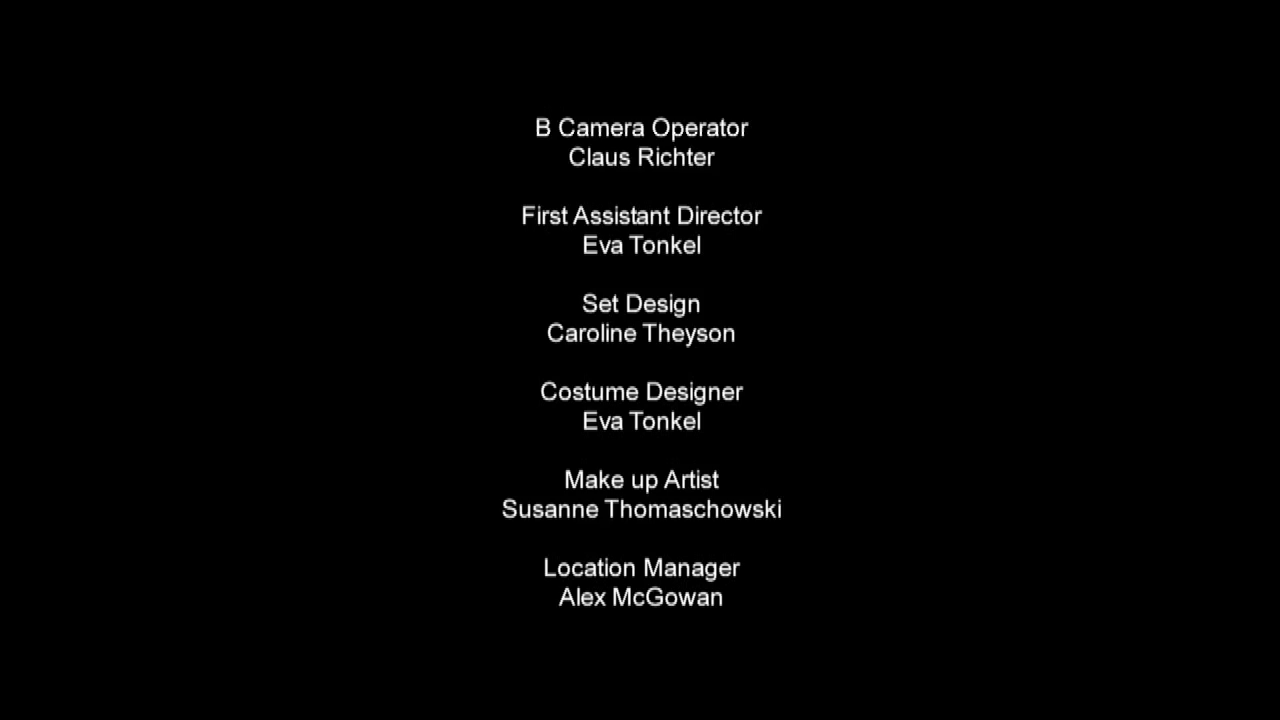 B Camera Operator
Claus Richter
First Assistant Director
Eva Tonkel
Set Design
Caroline Theyson
Costume Designer
Eva Tonkel
Make up Artist
Susanne Thomaschowski
Location Manager
Alex McGowan